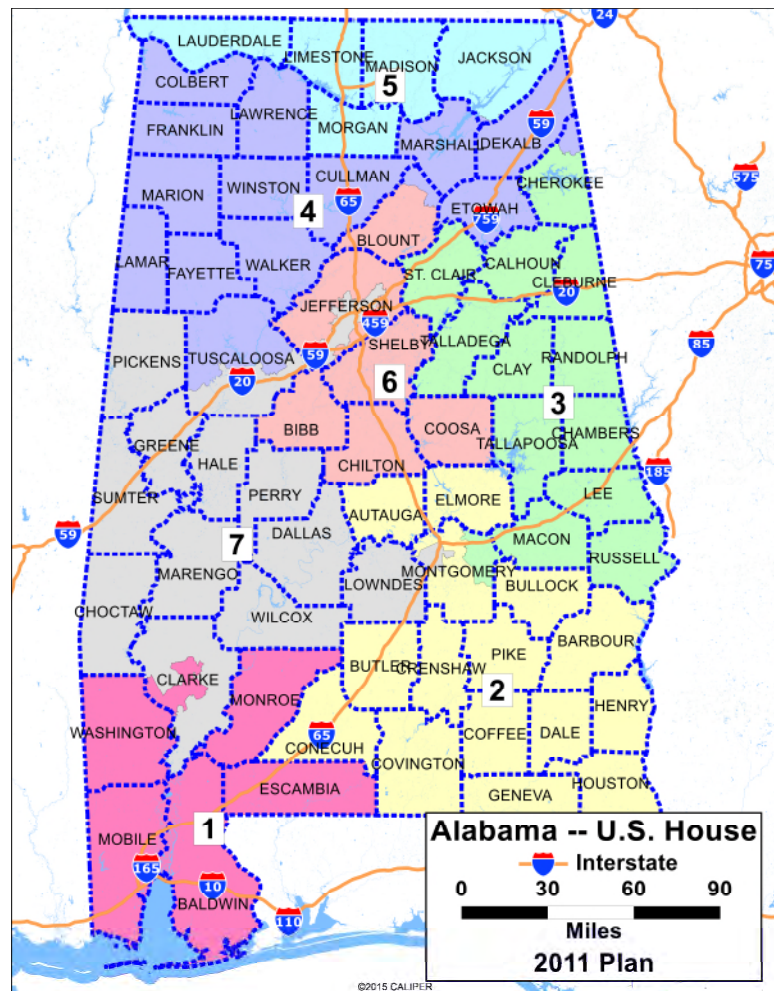 24
LAUDERDALE
LIMESTONE
MADISON
JACKSON
COLBERT
5
LAWRENCE
FRANKLIN
MORGAN
59
MARSHALL
DEKALB
CULLMAN
CHEROKEE
575
MARION
WINSTON
65
4
ETOWAH
759
BLOUNT
LAMAR
FAYETTE
WALKER
ST. CLAIR
CALHOUN
75
CLEBURNE
20
JEFFERSON
459
SHELBY
TALLADEGA
85
PICKENS
TUSCALOOSA
59
RANDOLPH
CLAY
20
6
3
BIBB
COOSA
CHAMBERS
TALLAPOOSA
GREENE
HALE
CHILTON
185
PERRY
LEE
SUMTER
ELMORE
AUTAUGA
59
DALLAS
7
MACON
RUSSELL
MARENGO
MONTGOMERY
LOWNDES
BULLOCK
CHOCTAW
WILCOX
BARBOUR
PIKE
BUTLER
CRENSHAW
CLARKE
2
MONROE
HENRY
WASHINGTON
65
COFFEE
DALE
CONECUH
COVINGTON
HOUSTON
ESCAMBIA
GENEVA
1
MOBILE
165
10
BALDWIN
110
Alabama -- U.S. House
Interstate
0 30 60 90
Miles
2011 Plan
©2015 CALIPER